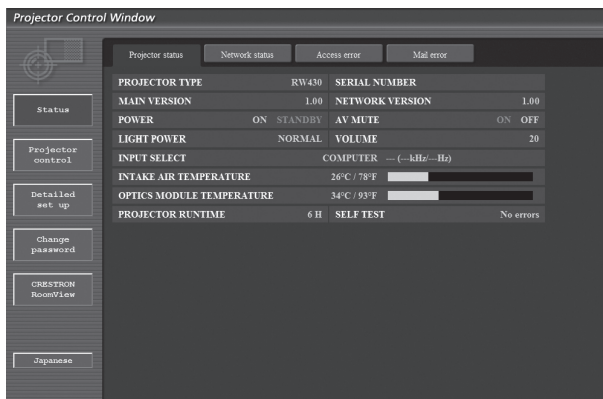 Projector Control Window
Projector status Network status Access error Mail error
PROJECTOR TYPE RW430 SERIAL NUMBER
MAIN VERSION 1.00 NETWORK VERSION 1.00
POWER ON STANDBY AV MUTE ON OFF
LIGHT POWER NORMAL VOLUME 20
INPUT SELECT COMPUTER --- (---kHz/---Hz)
INTAKE AIR TEMPERATURE 26°C / 78°F
OPTICS MODULE TEMPERATURE 34°C / 93°F
PROJECTOR RUNTIME 6 H SELF TEST No errors
Status
Projector
control
Detailed
set up
Change
password
CRESTRON
RoomView
Japanese